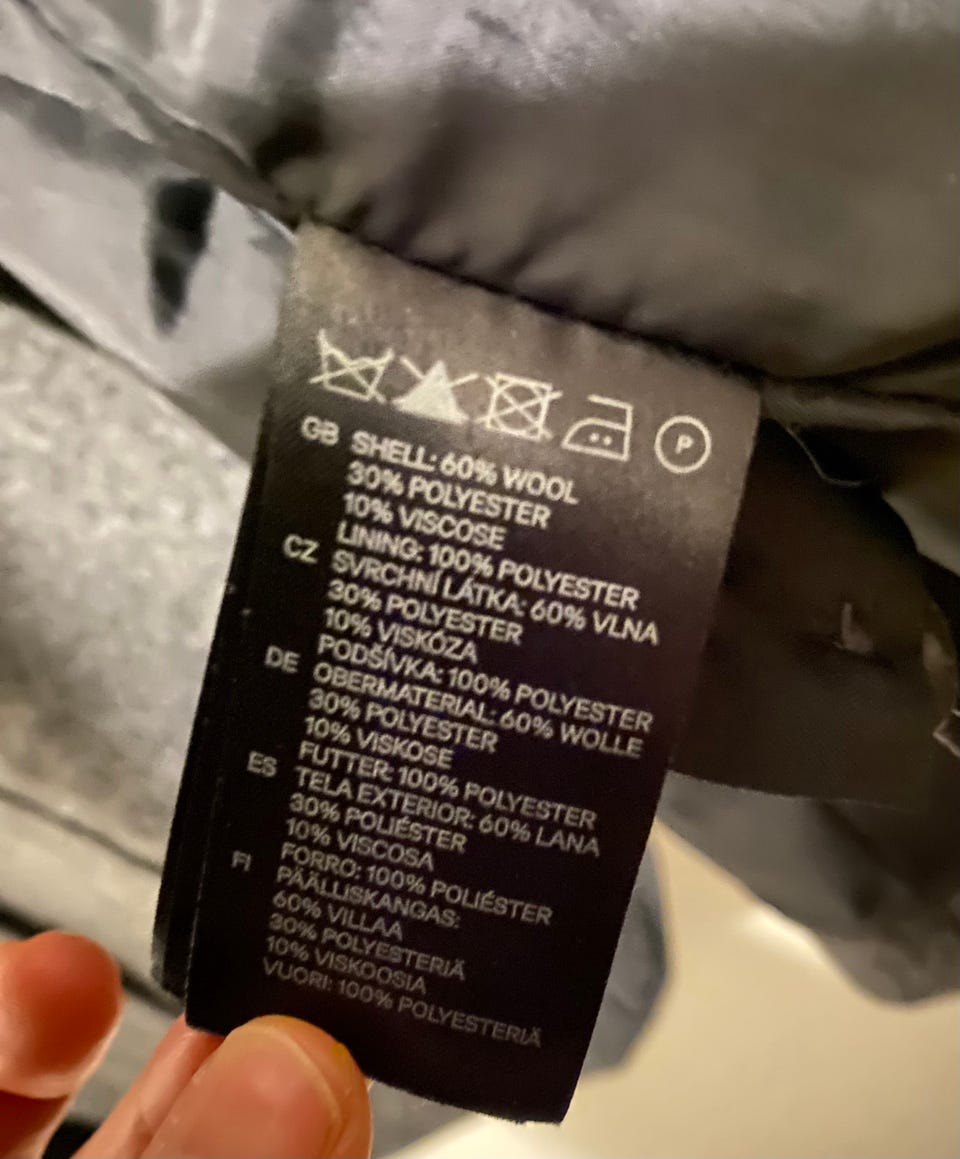 P
GB SHELL: 60% WOOL
30% POLYESTER
10% VISCOSE
LINING: 100% POLYESTER
CZ SVRCHNÍ LÁTKA: 60% VLNA
30% POLYESTER
10% VISKÓZA
PODŠÍVKA: 100% POLYESTER
DE OBERMATERIAL: 60% WOLLE
30% POLYESTER
10% VISKOSE
FUTTER: 100% POLYESTER
ES TELA EXTERIOR: 60% LANA
30% POLIÉSTER
10% VISCOSA
FORRO: 100% POLIÉSTER
FI PÄÄLLISKANGAS:
60% VILLAA
30% POLYESTERIÄ
10% VISKOOSIA
VUORI: 100% POLYESTERIÄ